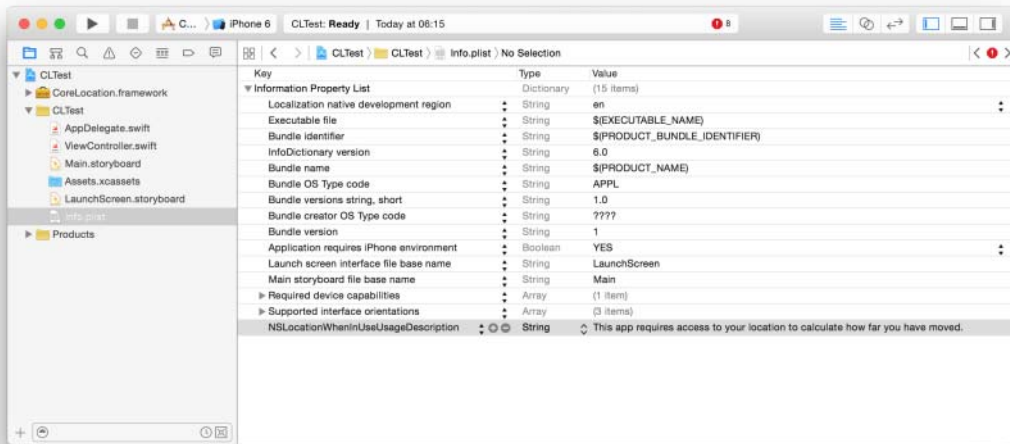 A C... iPhone 6 CLTest: Ready | Today at 06:15 8
CLTest CLTest Info.plist No Selection
CLTest
CoreLocation.framework
CLTest
AppDelegate.swift
ViewController.swift
Main.storyboard
Assets.xcassets
LaunchScreen.storyboard
Info.plist
Products
Key Type Value
Information Property List Dictionary (15 items)
Localization native development region String en
Executable file String $(EXECUTABLE_NAME)
Bundle identifier String $(PRODUCT_BUNDLE_IDENTIFIER)
InfoDictionary version String 6.0
Bundle name String $(PRODUCT_NAME)
Bundle OS Type code String APPL
Bundle versions string, short String 1.0
Bundle creator OS Type code String ????
Bundle version String 1
Application requires iPhone environment Boolean YES
Launch screen interface file base name String LaunchScreen
Main storyboard file base name String Main
Required device capabilities Array (1 item)
Supported interface orientations Array (3 items)
NSLocationWhenInUseUsageDescription String This app requires access to your location to calculate how far you have moved.